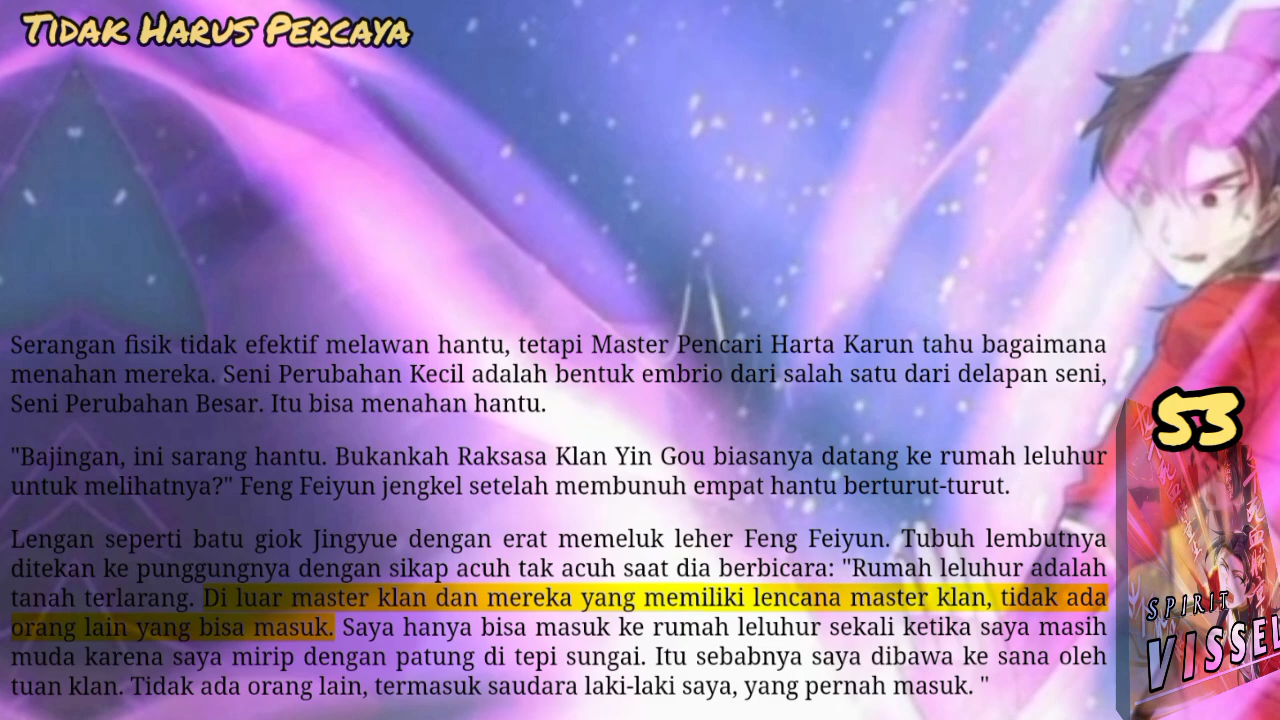 Tidak Harus Percaya
Serangan fisik tidak efektif melawan hantu, tetapi Master Pencari Harta Karun tahu bagaimana
menahan mereka. Seni Perubahan Kecil adalah bentuk embrio dari salah satu dari delapan seni,
Seni Perubahan Besar. Itu bisa menahan hantu.
"Bajingan, ini sarang hantu. Bukankah Raksasa Klan Yin Gou biasanya datang ke rumah leluhur
untuk melihatnya?" Feng Feiyun jengkel setelah membunuh empat hantu berturut-turut.
Lengan seperti batu giok Jingyue dengan erat memeluk leher Feng Feiyun. Tubuh lembutnya
ditekan ke punggungnya dengan sikap acuh tak acuh saat dia berbicara: "Rumah leluhur adalah
tanah terlarang. Di luar master klan dan mereka yang memiliki lencana master klan, tidak ada
orang lain yang bisa masuk. Saya hanya bisa masuk ke rumah leluhur sekali ketika saya masih
muda karena saya mirip dengan patung di tepi sungai. Itu sebabnya saya dibawa ke sana oleh
tuan klan. Tidak ada orang lain, termasuk saudara laki-laki saya, yang pernah masuk. "
53
SPIRIT